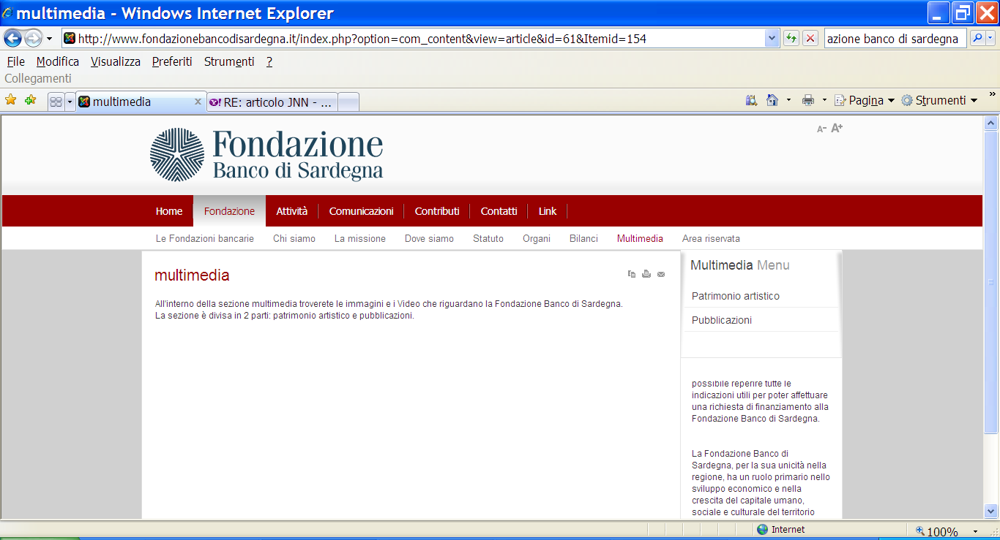 multimedia - Windows Internet Explorer
http://www.fondazionebancodisardegna.it/index.php?option=com_content&view=article&id=61&Itemid=154
azione banco di sardegna
File Modifica Visualizza Preferiti Strumenti ?
Collegamenti
multimedia
RE: articolo JNN - ...
Pagina Strumenti »
A- A+
Fondazione
Banco di Sardegna
Home Fondazione Attività Comunicazioni Contributi Contatti Link
Le Fondazioni bancarie Chi siamo La missione Dove siamo Statuto Organi Bilanci Multimedia Area riservata
multimedia
All'interno della sezione multimedia troverete le immagini e i Video che riguardano la Fondazione Banco di Sardegna.
La sezione è divisa in 2 parti: patrimonio artistico e pubblicazioni.
Multimedia Menu
Patrimonio artistico
Pubblicazioni
possibile reperire tutte le
indicazioni utili per poter affettuare
una richiesta di finanziamento alla
Fondazione Banco di Sardegna.
La Fondazione Banco di
Sardegna, per la sua unicità nella
regione, ha un ruolo primario nello
sviluppo economico e nella
crescita del capitale umano,
sociale e culturale del territorio
Internet
100%